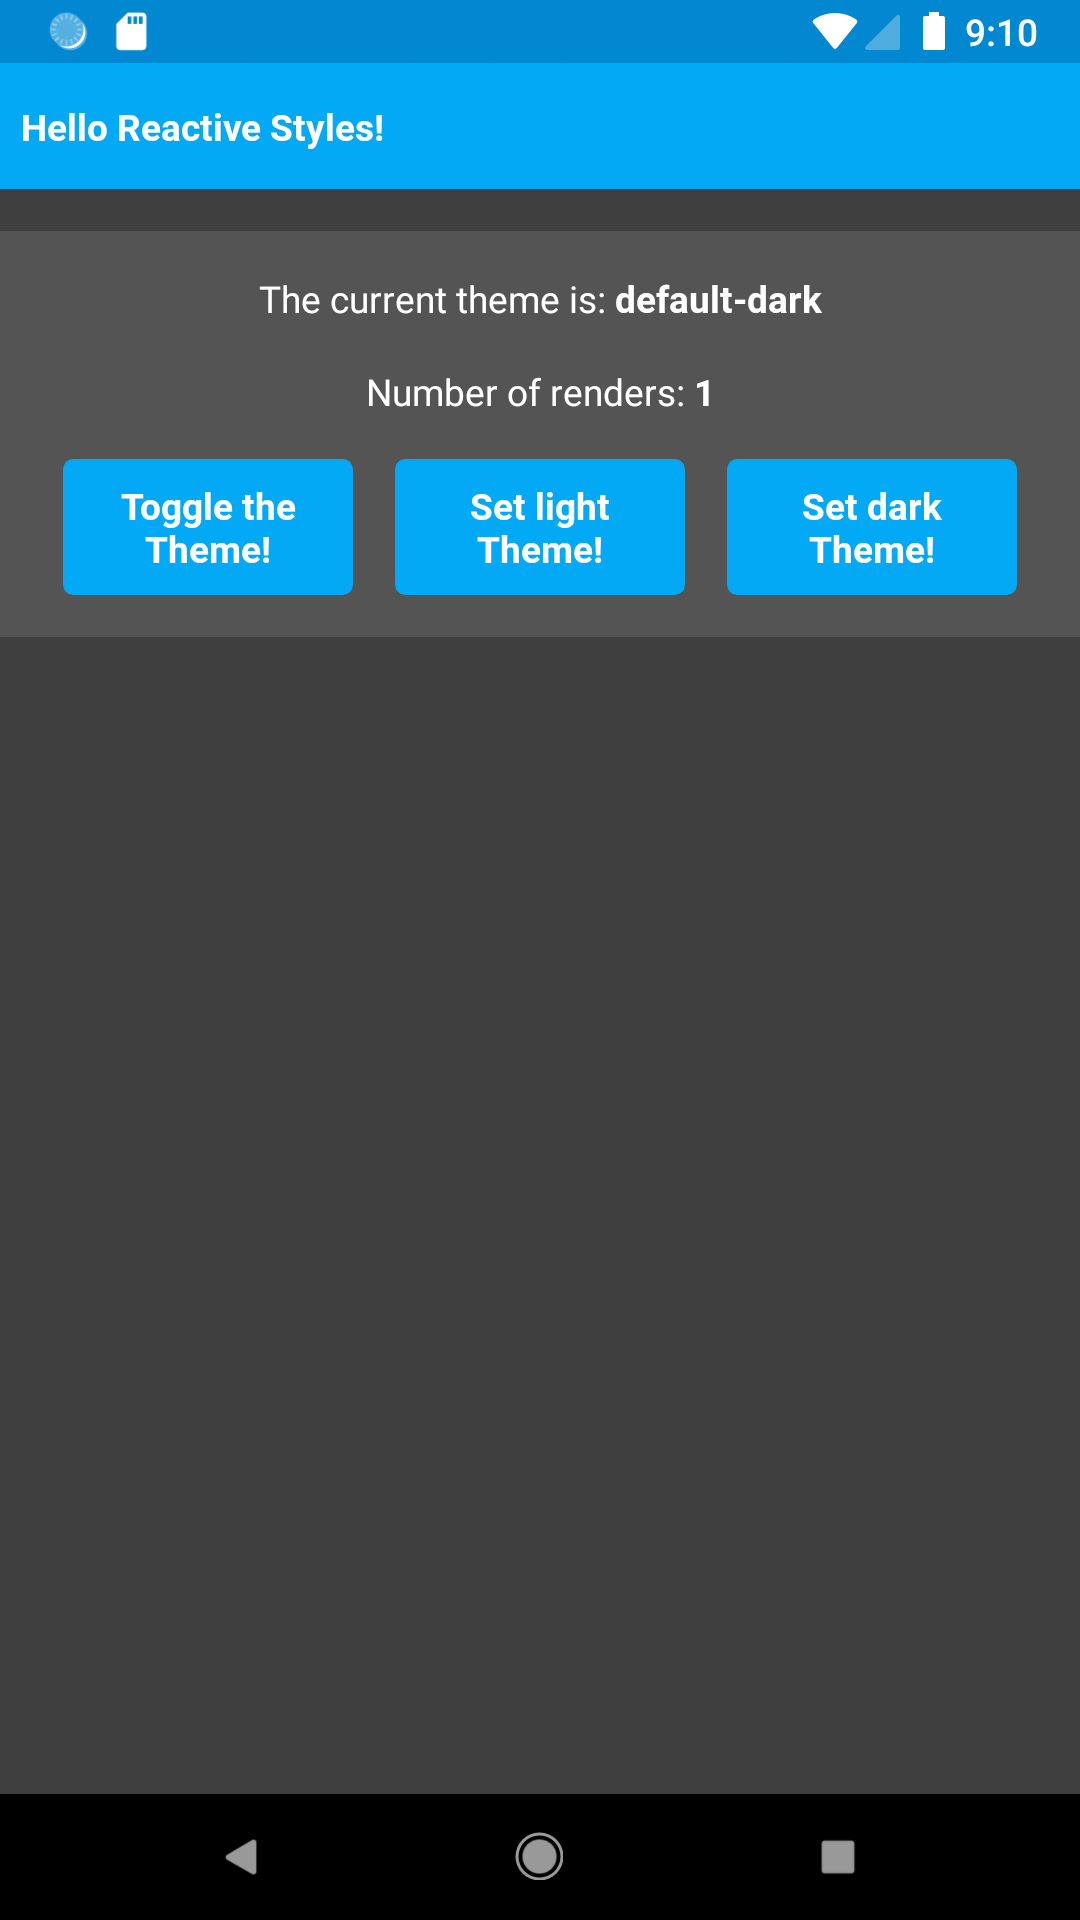 9:10
Hello Reactive Styles!
The current theme is: default-dark
Number of renders: 1
Toggle the
Theme!
Set light
Theme!
Set dark
Theme!